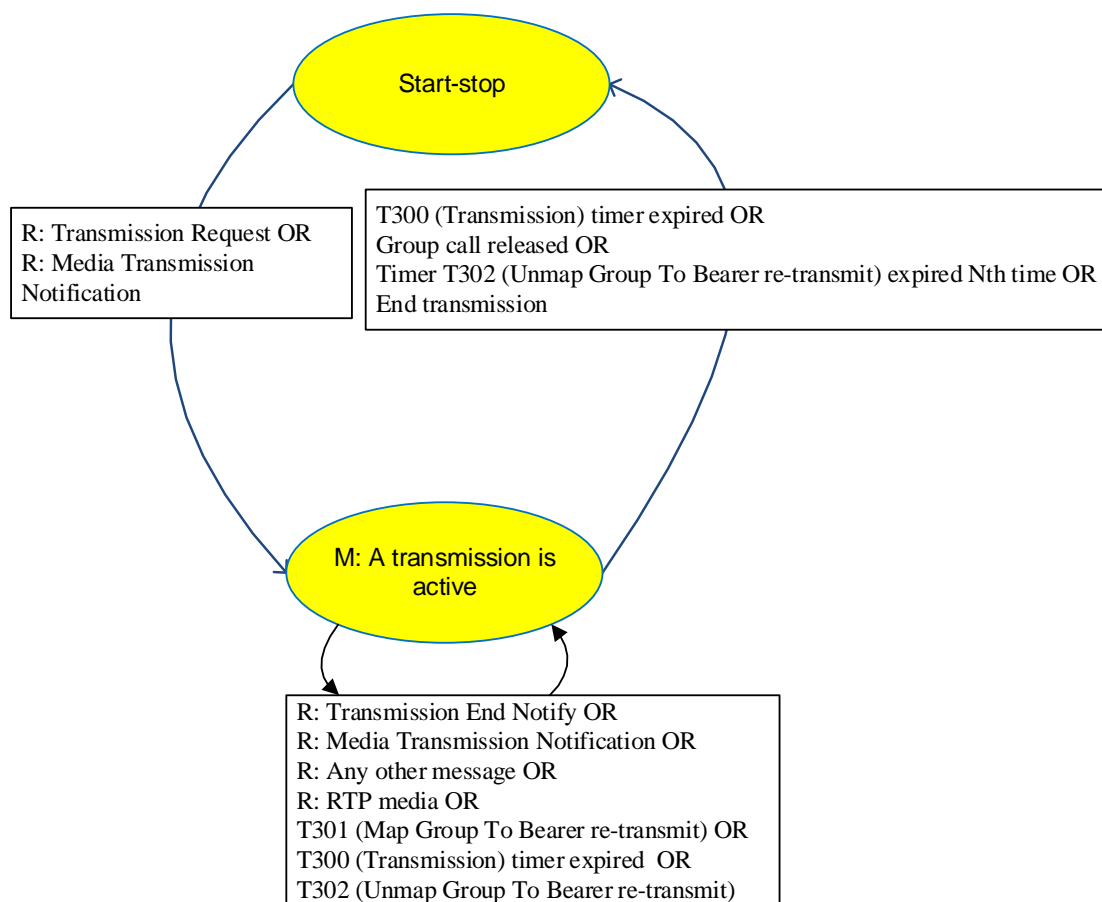 Start-stop
R: Transmission Request OR
R: Media Transmission
Notification
T300 (Transmission) timer expired OR
Group call released OR
Timer T302 (Unmap Group To Bearer re-transmit) expired Nth time OR
End transmission
M: A transmission is
active
R: Transmission End Notify OR
R: Media Transmission Notification OR
R: Any other message OR
R: RTP media OR
T301 (Map Group To Bearer re-transmit) OR
T300 (Transmission) timer expired  OR
T302 (Unmap Group To Bearer re-transmit)